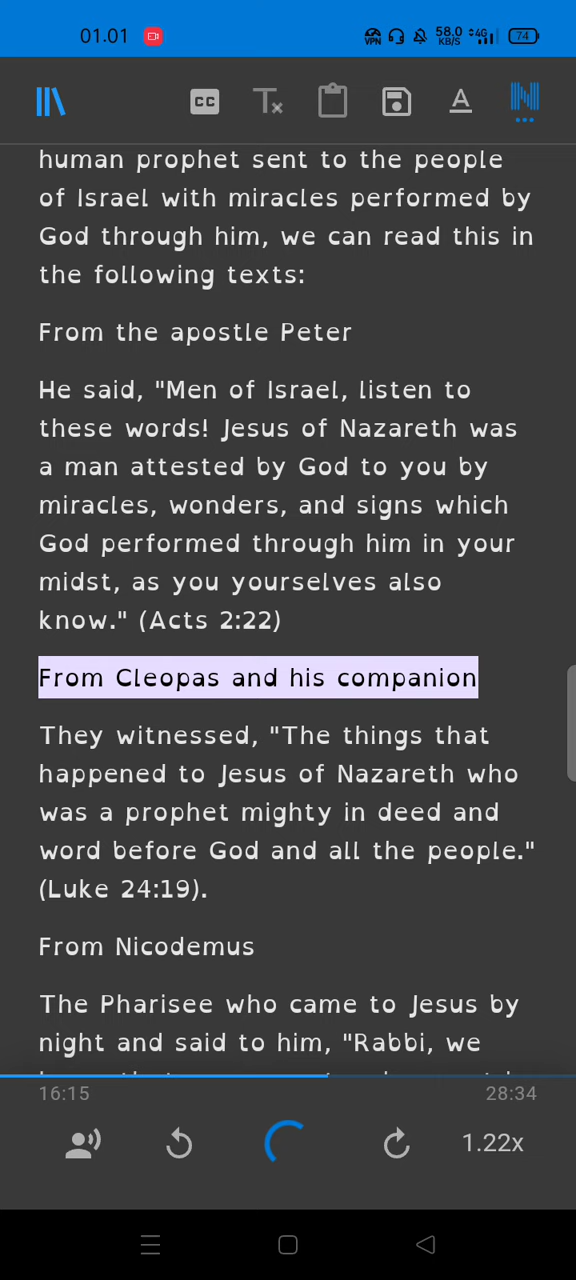 01.01
VPN
58.0
KB/S
4G
74
CC
human prophet sent to the people
of Israel with miracles performed by
God through him, we can read this in
the following texts:
From the apostle Peter
He said, "Men of Israel, listen to
these words! Jesus of Nazareth was
a man attested by God to you by
miracles, wonders, and signs which
God performed through him in your
midst, as you yourselves also
know." (Acts 2:22)
From Cleopas and his companion
They witnessed, "The things that
happened to Jesus of Nazareth who
was a prophet mighty in deed and
word before God and all the people."
(Luke 24:19).
From Nicodemus
The Pharisee who came to Jesus by
night and said to him, "Rabbi, we
16:15
28:34
1.22x